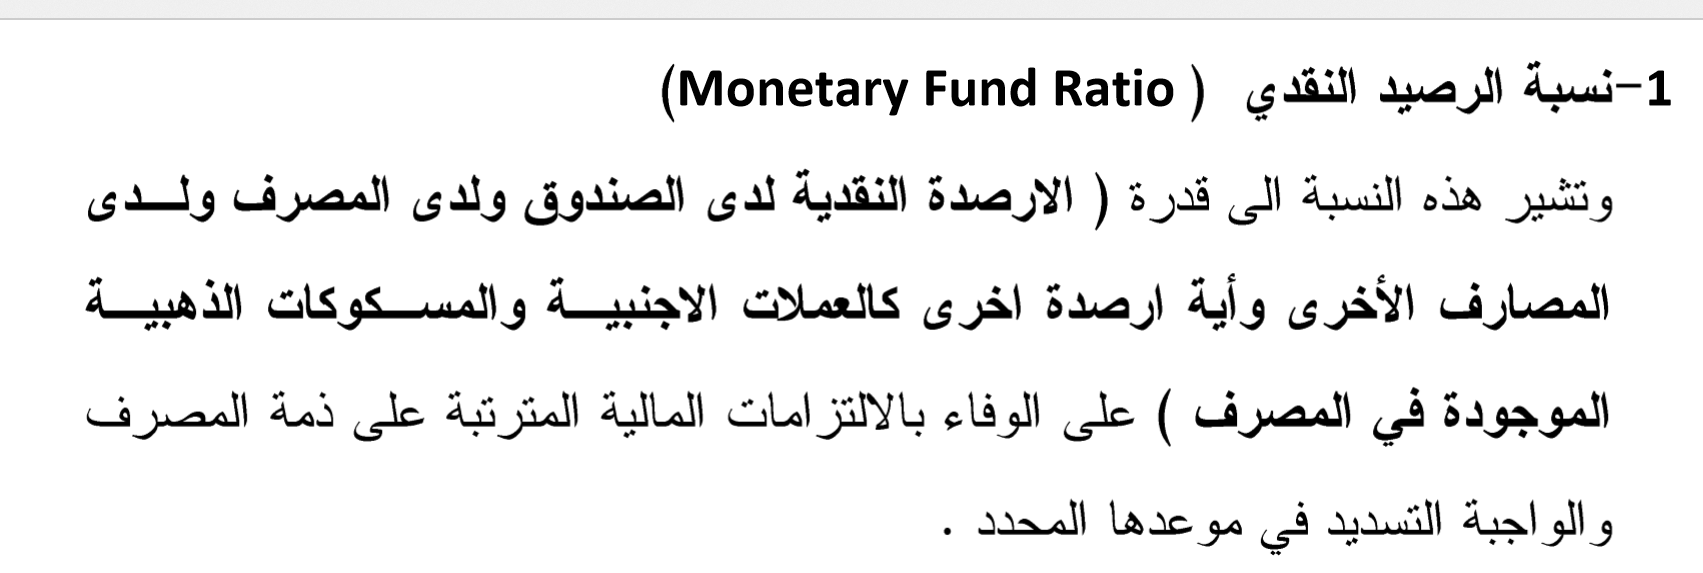 1-نسبة الرصيد النقدي ( Monetary Fund Ratio)
وتشير هذه النسبة الى قدرة ( الارصدة النقدية لدى الصندوق ولدى المصرف ولــدى
المصارف الأخرى وأية ارصدة اخرى كالعملات الاجنبيــة والمســكوكات الذهبيــة
الموجودة في المصرف ) على الوفاء بالالتزامات المالية المترتبة على ذمة المصرف
والواجبة التسديد في موعدها المحدد .